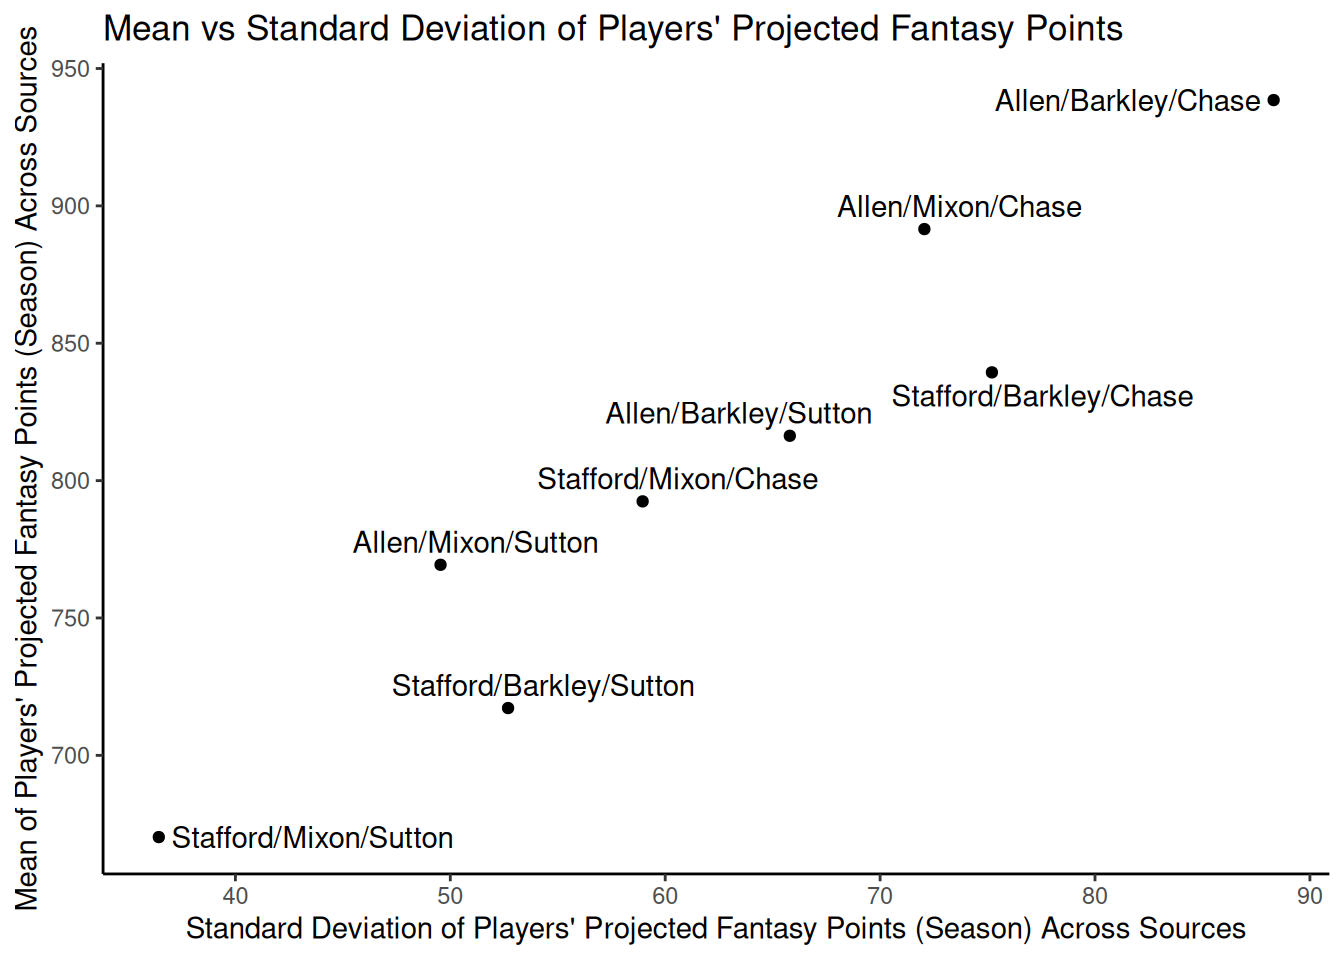 Mean vs Standard Deviation of Players' Projected Fantasy Points
Mean of Players' Projected Fantasy Points (Season) Across Sources
950
900
850
800
750
700
Allen/Barkley/Chase
Allen/Mixon/Chase
Stafford/Barkley/Chase
Allen/Barkley/Sutton
Stafford/Mixon/Chase
Allen/Mixon/Sutton
Stafford/Barkley/Sutton
Stafford/Mixon/Sutton
40 50 60 70 80 90
Standard Deviation of Players' Projected Fantasy Points (Season) Across Sources